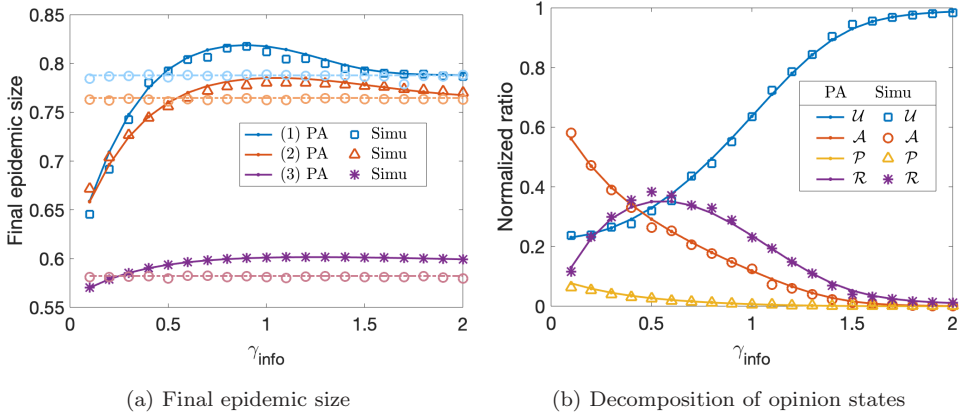 0.85
0.8
0.75
0.7
0.65
0.6
0.55
Final epidemic size
(1) PA Simu
(2) PA Simu
(3) PA Simu
0 0.5 1 1.5 2
γinfo
(a) Final epidemic size
1
0.8
0.6
0.4
0.2
0
Normalized ratio
PA Simu
𝒰 𝒰
𝒜 𝒜
𝒫 𝒫
ℛ ℛ
0 0.5 1 1.5 2
γinfo
(b) Decomposition of opinion states